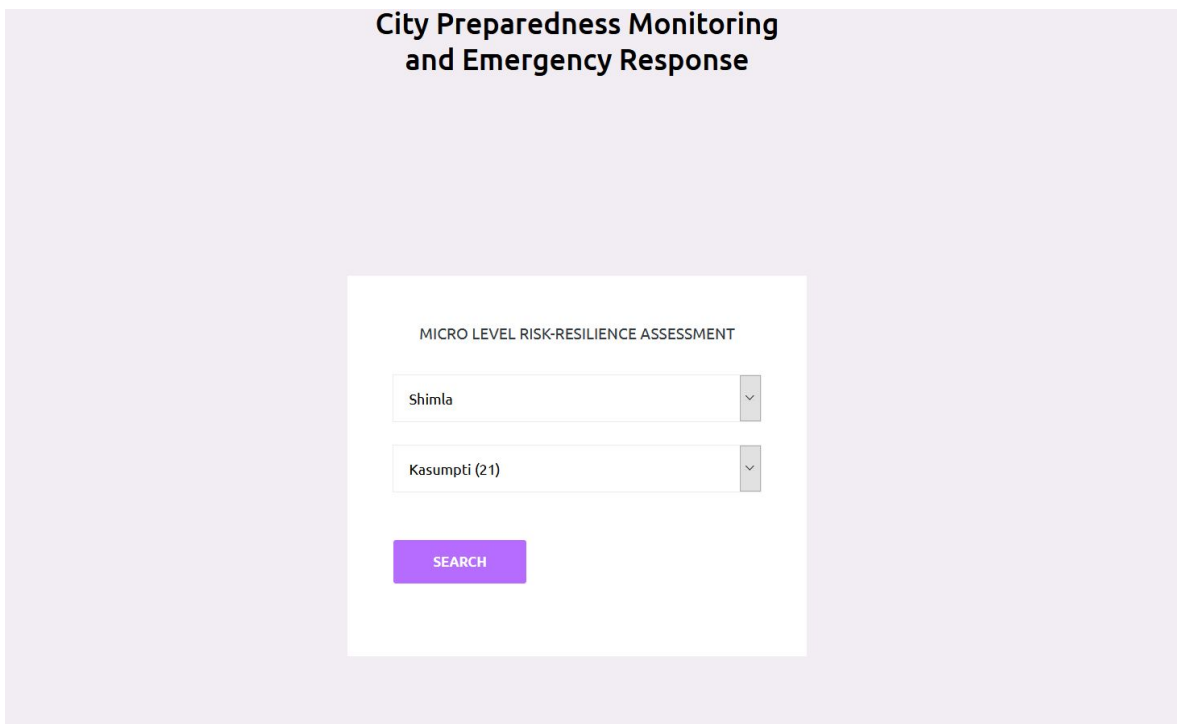 City Preparedness Monitoring
and Emergency Response
MICRO LEVEL RISK-RESILIENCE ASSESSMENT
Shimla
Kasumpti (21)
SEARCH